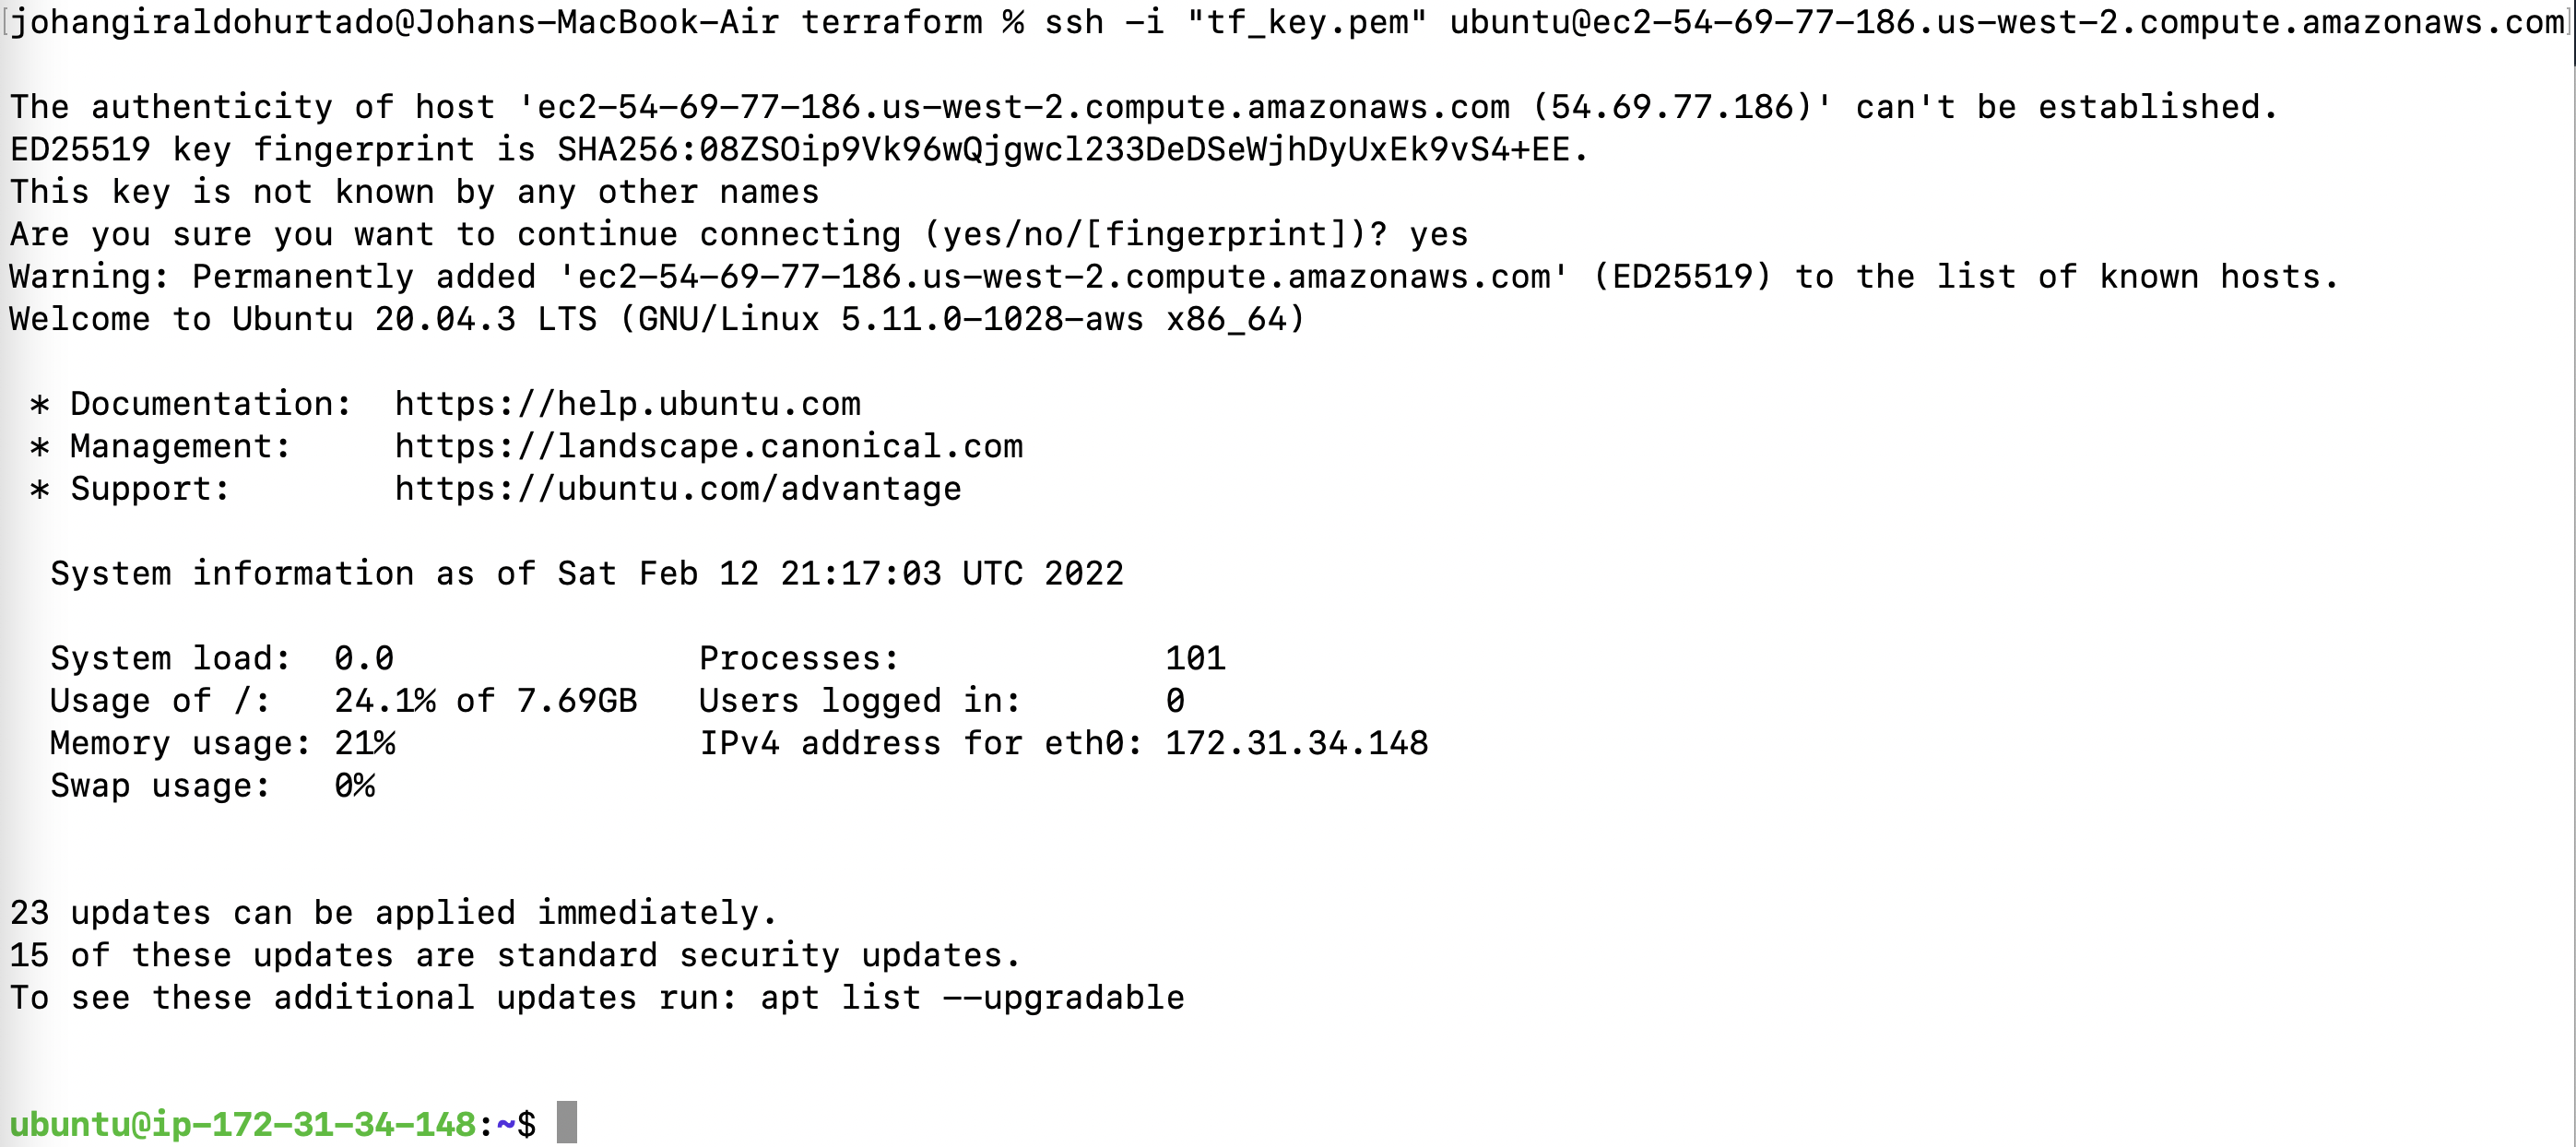 johangiraldohurtado@Johans-MacBook-Air terraform % ssh -i "tf_key.pem" ubuntu@ec2-54-69-77-186.us-west-2.compute.amazonaws.com
The authenticity of host 'ec2-54-69-77-186.us-west-2.compute.amazonaws.com (54.69.77.186)' can't be established.
ED25519 key fingerprint is SHA256:08ZSOip9Vk96wQjgwcl233DeDSeWjhDyUxEk9vS4+EE.
This key is not known by any other names
Are you sure you want to continue connecting (yes/no/[fingerprint])? yes
Warning: Permanently added 'ec2-54-69-77-186.us-west-2.compute.amazonaws.com' (ED25519) to the list of known hosts.
Welcome to Ubuntu 20.04.3 LTS (GNU/Linux 5.11.0-1028-aws x86_64)
* Documentation:  https://help.ubuntu.com
* Management:     https://landscape.canonical.com
* Support:        https://ubuntu.com/advantage
System information as of Sat Feb 12 21:17:03 UTC 2022
System load:  0.0               Processes:             101
Usage of /:   24.1% of 7.69GB   Users logged in:       0
Memory usage: 21%               IPv4 address for eth0: 172.31.34.148
Swap usage:   0%
23 updates can be applied immediately.
15 of these updates are standard security updates.
To see these additional updates run: apt list --upgradable
ubuntu@ip-172-31-34-148:~$